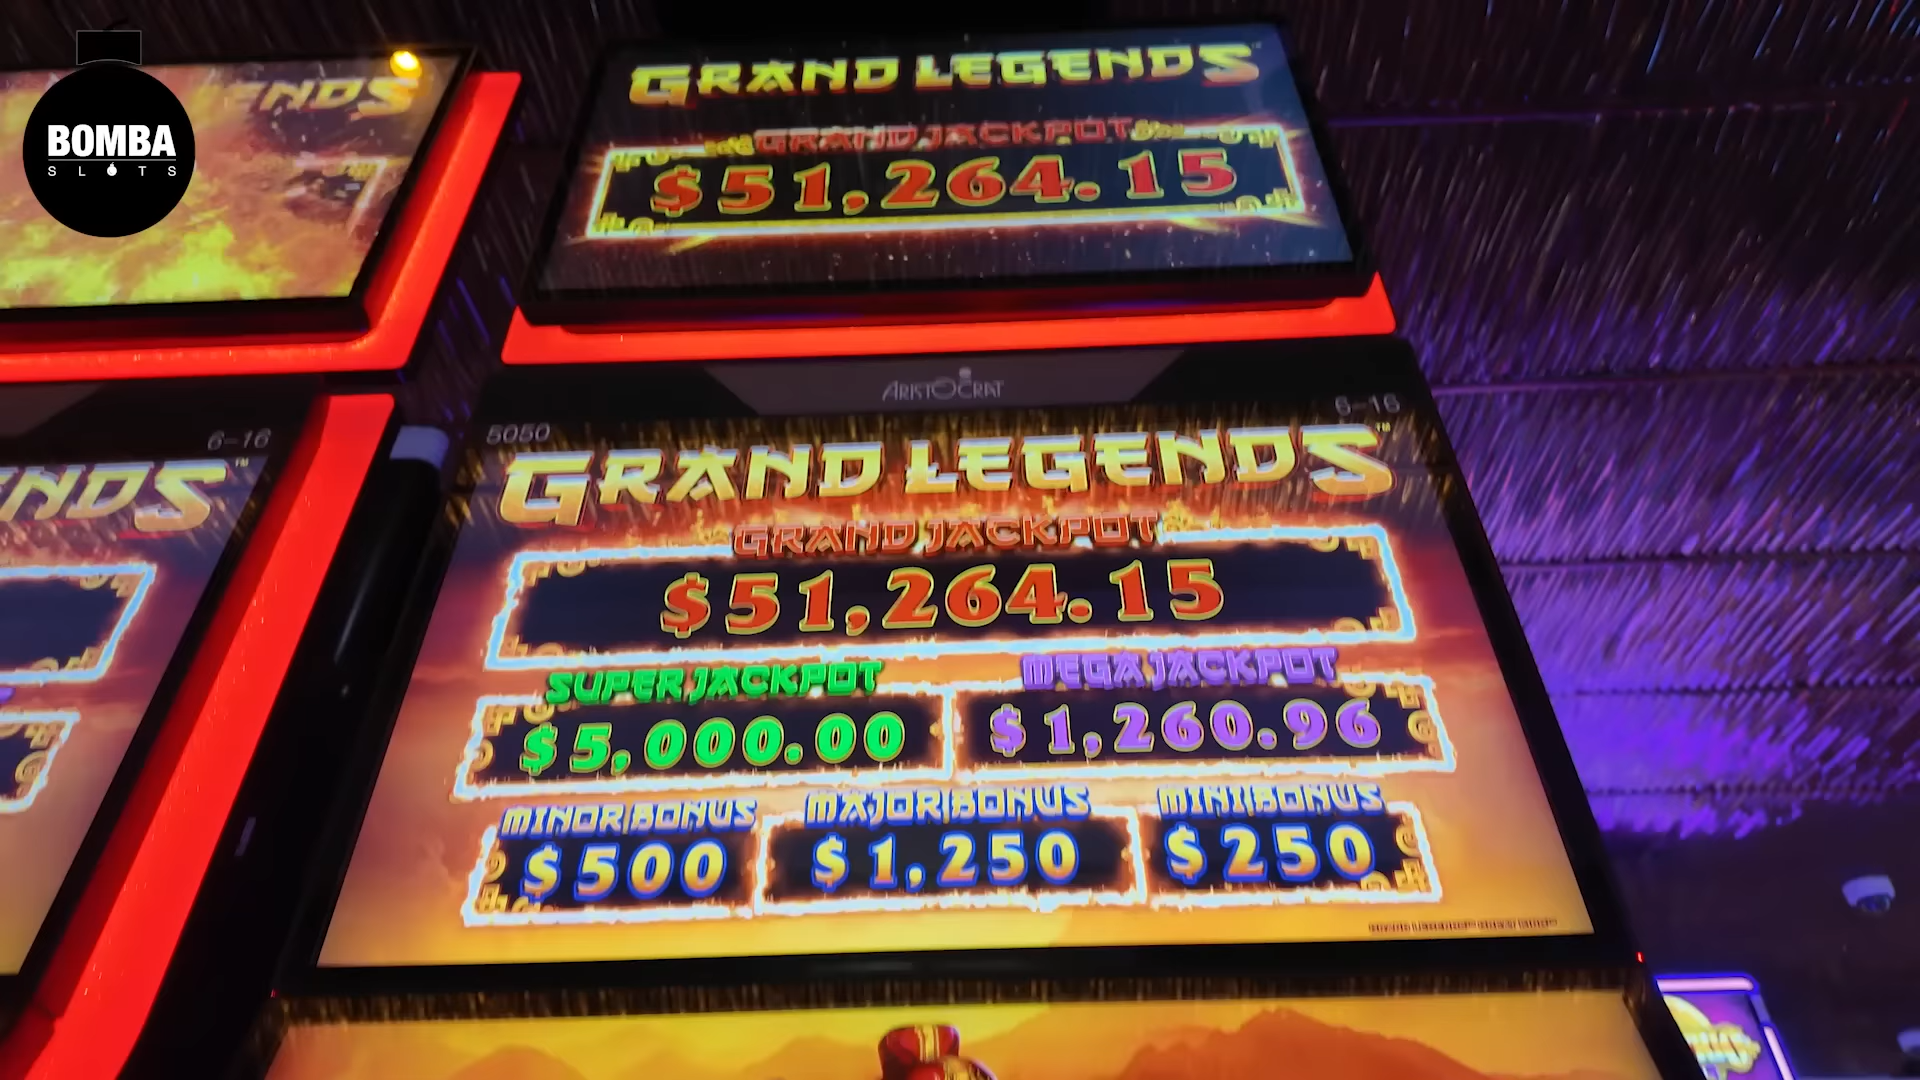 BOMBA
SLOTS
ENDS
GRAND LEGENDS
GRAND JACKPOT
$51,264.15
ARISTOCRAT
6-16
5050
6-16
NDS™
GRAND LEGENDS™
GRAND JACKPOT
$51,264.15
SUPER JACKPOT
MEGA JACKPOT
$5,000.00
$1,260.96
MINOR BONUS
MAJOR BONUS
MINI BONUS
$500
$1,250
$250